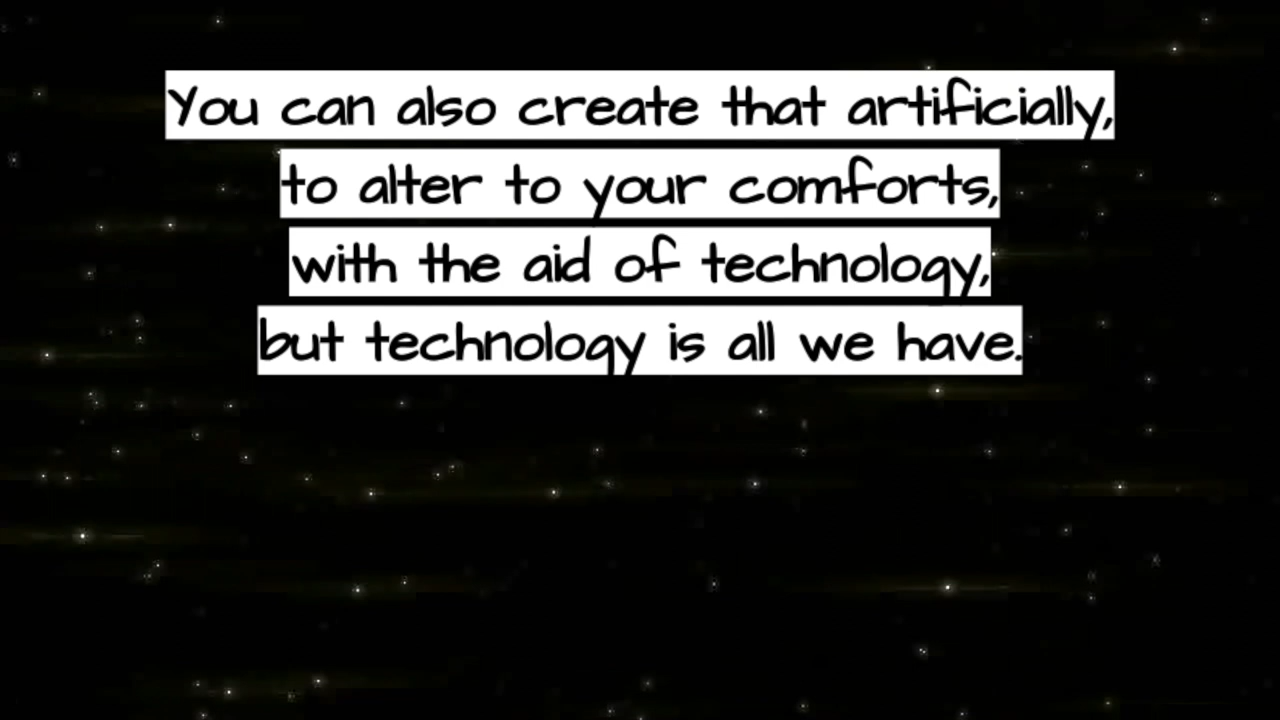 You can also create that artificially,
to alter to your comforts,
with the aid of technology,
but technology is all we have.